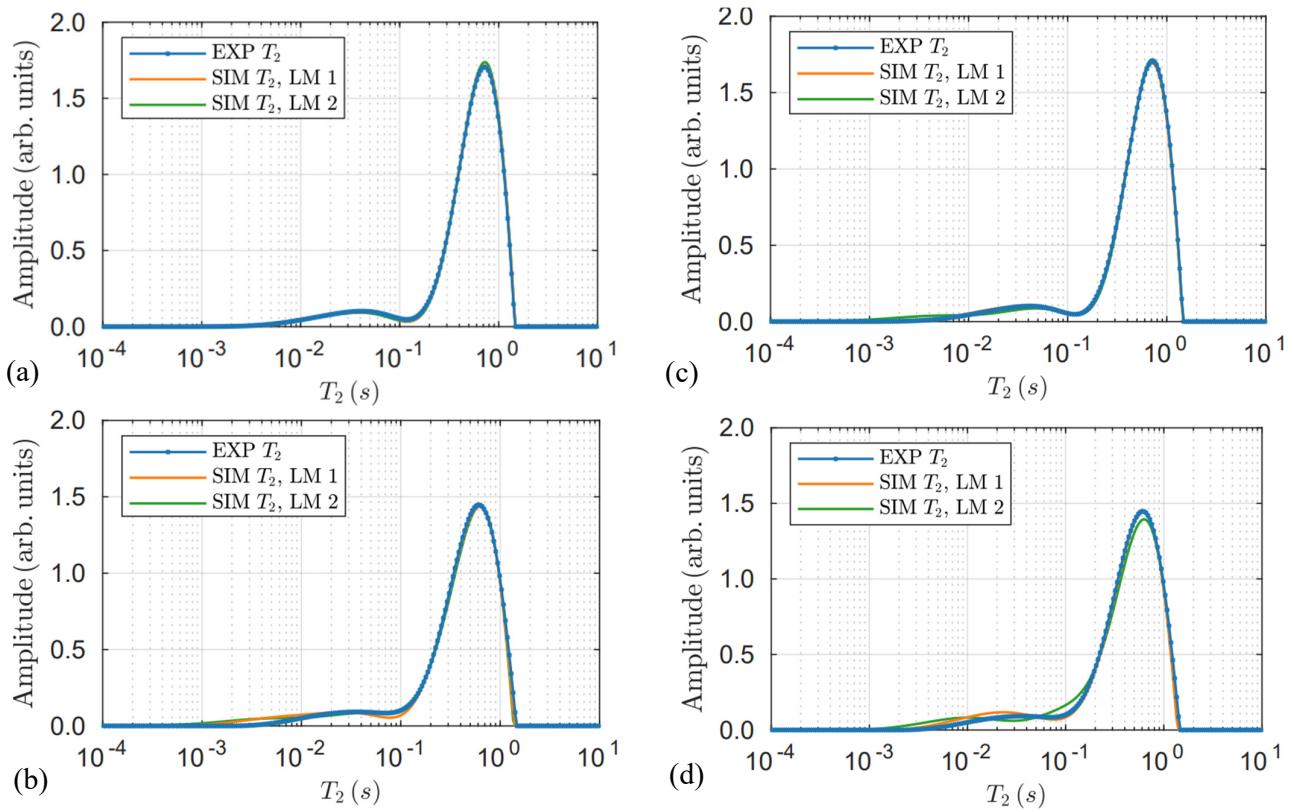 2.0
1.5
1.0
0.5
0.0
Amplitude (arb. units)
EXP T₂
SIM T₂, LM 1
SIM T₂, LM 2
10⁻⁴ 10⁻³ 10⁻² 10⁻¹ 10⁰ 10¹
T₂ (s)
(a)
2.0
1.5
1.0
0.5
0.0
Amplitude (arb. units)
EXP T₂
SIM T₂, LM 1
SIM T₂, LM 2
10⁻⁴ 10⁻³ 10⁻² 10⁻¹ 10⁰ 10¹
T₂ (s)
(c)
2.0
1.5
1.0
0.5
0.0
Amplitude (arb. units)
EXP T₂
SIM T₂, LM 1
SIM T₂, LM 2
10⁻⁴ 10⁻³ 10⁻² 10⁻¹ 10⁰ 10¹
T₂ (s)
(b)
2.0
1.5
1.0
0.5
0.0
Amplitude (arb. units)
EXP T₂
SIM T₂, LM 1
SIM T₂, LM 2
10⁻⁴ 10⁻³ 10⁻² 10⁻¹ 10⁰ 10¹
T₂ (s)
(d)